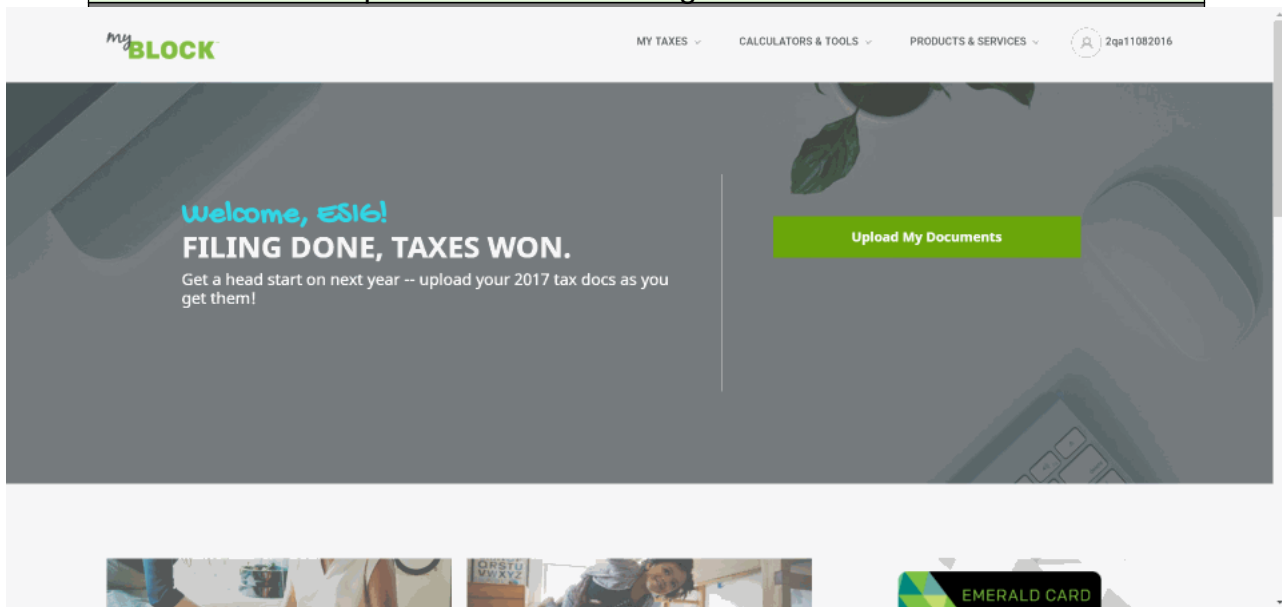 my BLOCK
MY TAXES
CALCULATORS & TOOLS
PRODUCTS & SERVICES
2qa11082016
Welcome, ES16!
FILING DONE, TAXES WON.
Get a head start on next year -- upload your 2017 tax docs as you
get them!
Upload My Documents
ORSTU
VWXYZ
EMERALD CARD